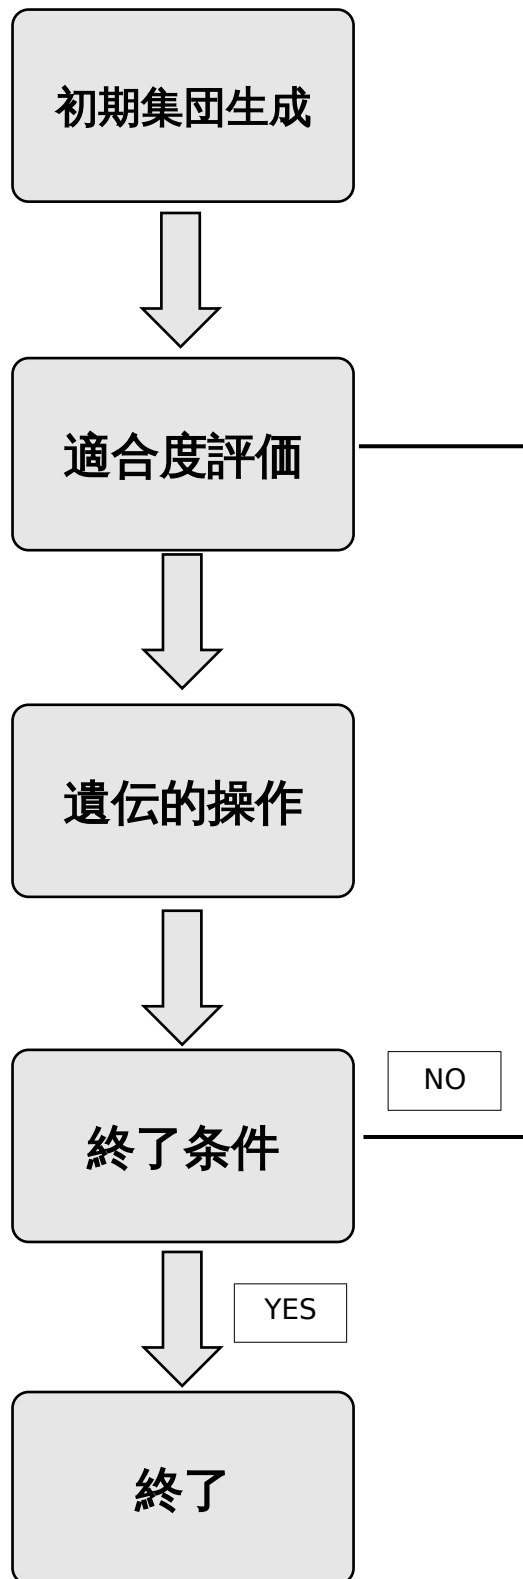 初期集団生成
適合度評価
遺伝的操作
終了条件
NO
YES
終了